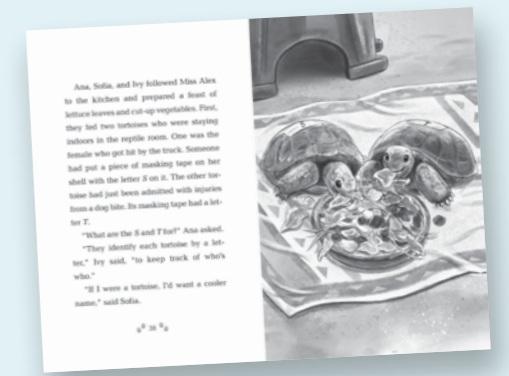 Ana, Sofia, and Ivy followed Miss Alex
to the kitchen and prepared a feast of
lettuce leaves and cut-up vegetables. First,
they fed two tortoises who were staying
indoors in the reptile room. One was the
female who got hit by the truck. Someone
had put a piece of masking tape on her
shell with the letter S on it. The other tor-
toise had just been admitted with injuries
from a dog bite. Its masking tape had a let-
ter T.
"What are the S and T for?" Ana asked.
"They identify each tortoise by a let-
ter," Ivy said, "to keep track of who's
who."
"If I were a tortoise, I'd want a cooler
name," said Sofia.